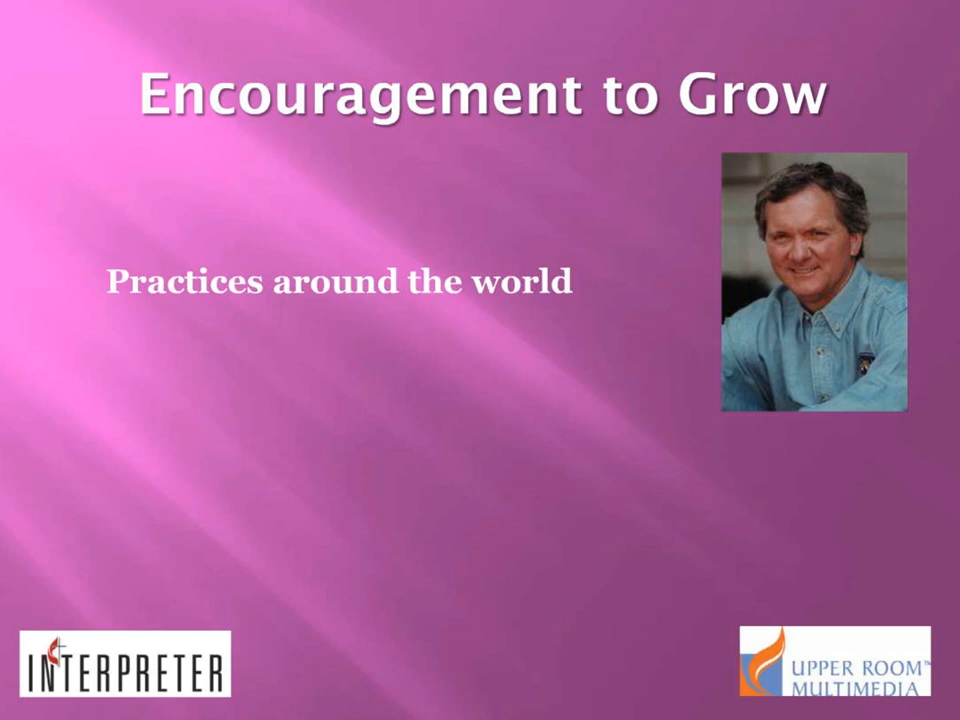 Encouragement to Grow
Practices around the world
INTERPRETER
UPPER ROOM™
MULTIMEDIA